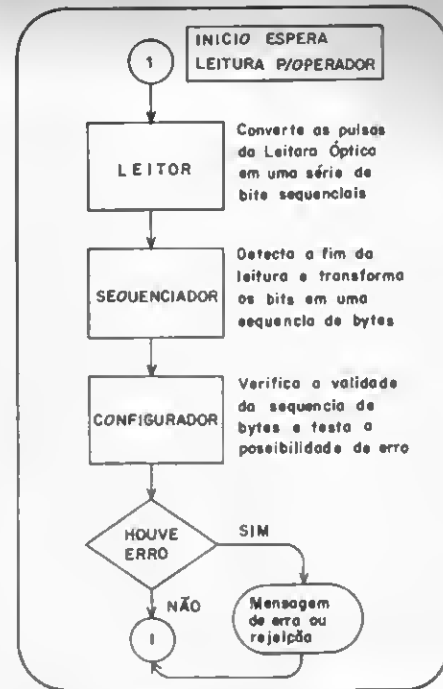 1
INICIO ESPERA
LEITURA P/OPERADOR
LEITOR
Converte as pulsos
da Leitora Óptica
em uma série de
bits sequenciais
SEQUENCIADOR
Detecta a fim da
leitura e transforma
os bits em uma
sequencia de bytes
CONFIGURADOR
Verifica a validade
da sequencia de
bytes e testa a
possibilidade de erro
HOUVE
ERRO
SIM
NÃO
Mensagem
de erro ou
rejeição
1